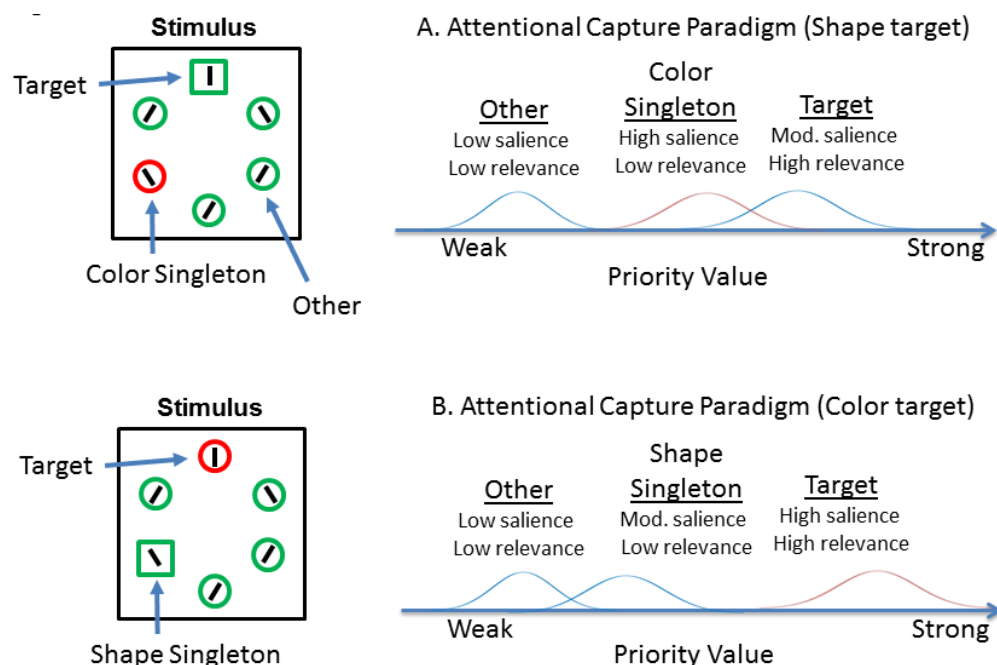 Stimulus
Target
Color Singleton
Other
A. Attentional Capture Paradigm (Shape target)
Other
Low salience
Low relevance
Color
Singleton
High salience
Low relevance
Target
Mod. salience
High relevance
Weak
Strong
Priority Value
Stimulus
Target
Shape Singleton
B. Attentional Capture Paradigm (Color target)
Other
Low salience
Low relevance
Shape
Singleton
Mod. salience
Low relevance
Target
High salience
High relevance
Weak
Strong
Priority Value